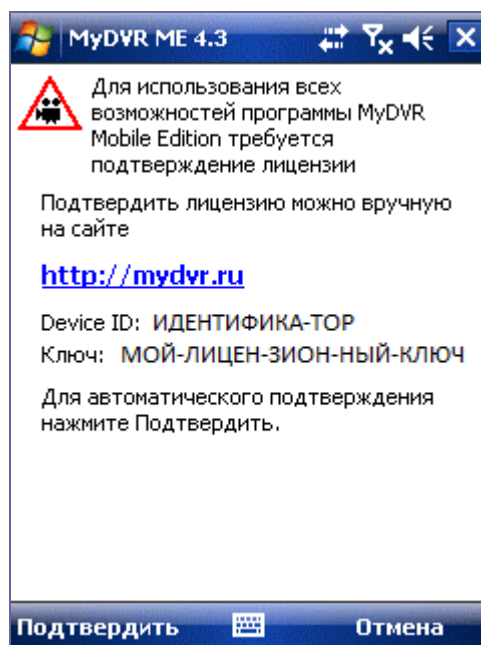 MyDVR ME 4.3
Для использования всех
возможностей программы MyDVR
Mobile Edition требуется
подтверждение лицензии
Подтвердить лицензию можно вручную
на сайте
http://mydvr.ru
Device ID: ИДЕНТИФИКА-ТОР
Ключ: МОЙ-ЛИЦЕН-ЗИОН-НЫЙ-КЛЮЧ
Для автоматического подтверждения
нажмите Подтвердить.
Подтвердить Отмена